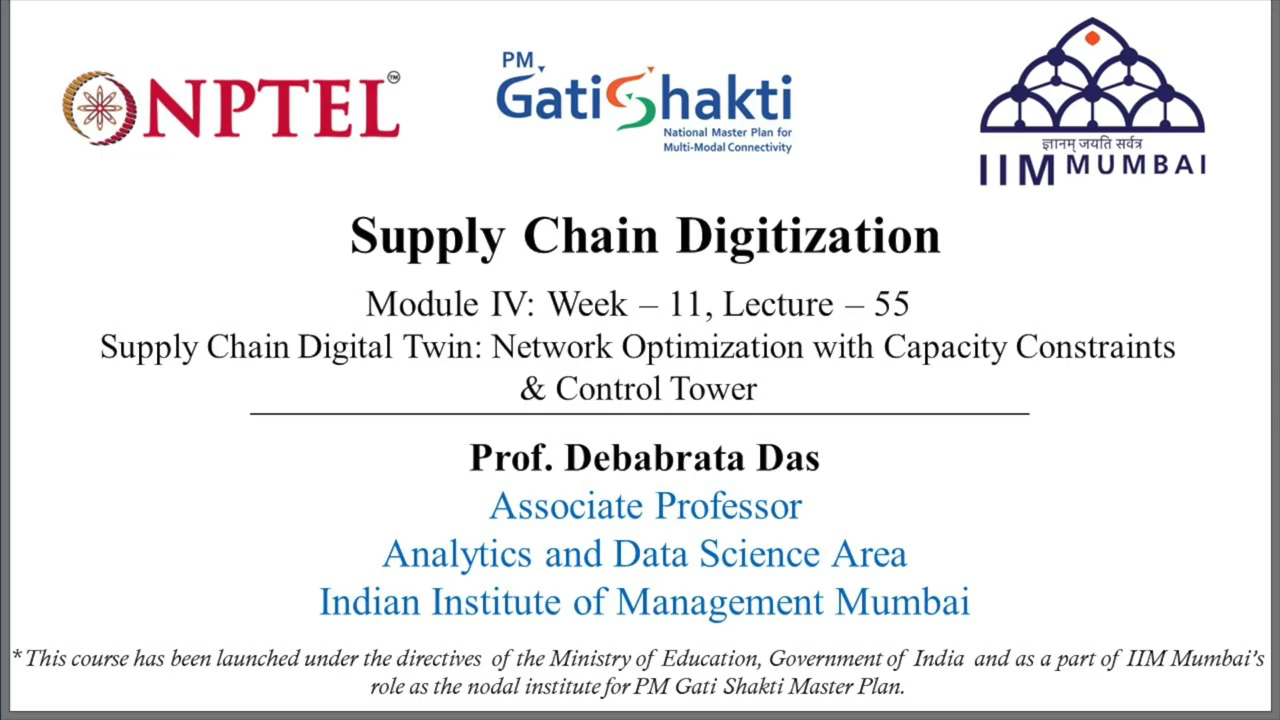 NPTEL™
PM
GatiShakti
National Master Plan for
Multi-Modal Connectivity
ज्ञानम् जयति सर्वत्र
IIM MUMBAI
Supply Chain Digitization
Module IV: Week – 11, Lecture – 55
Supply Chain Digital Twin: Network Optimization with Capacity Constraints
& Control Tower
Prof. Debabrata Das
Associate Professor
Analytics and Data Science Area
Indian Institute of Management Mumbai
*This course has been launched under the directives of the Ministry of Education, Government of India and as a part of IIM Mumbai's
role as the nodal institute for PM Gati Shakti Master Plan.